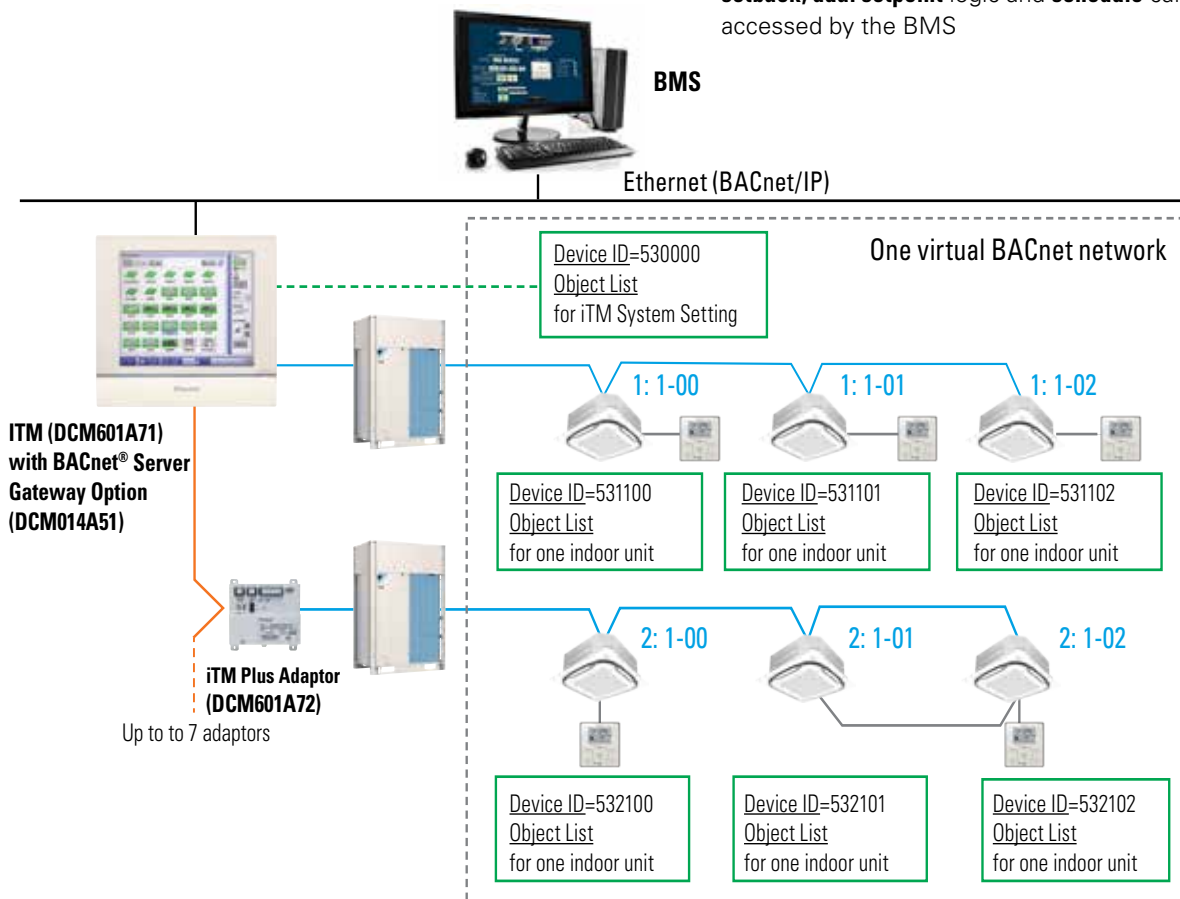 setback, dual setpoint logic and schedule can
accessed by the BMS
BMS
Ethernet (BACnet/IP)
One virtual BACnet network
Device ID=530000
Object List
for iTM System Setting
1: 1-00
1: 1-01
1: 1-02
ITM (DCM601A71)
with BACnet® Server
Gateway Option
(DCM014A51)
Device ID=531100
Object List
for one indoor unit
Device ID=531101
Object List
for one indoor unit
Device ID=531102
Object List
for one indoor unit
2: 1-00
2: 1-01
2: 1-02
iTM Plus Adaptor
(DCM601A72)
Up to to 7 adaptors
Device ID=532100
Object List
for one indoor unit
Device ID=532101
Object List
for one indoor unit
Device ID=532102
Object List
for one indoor unit